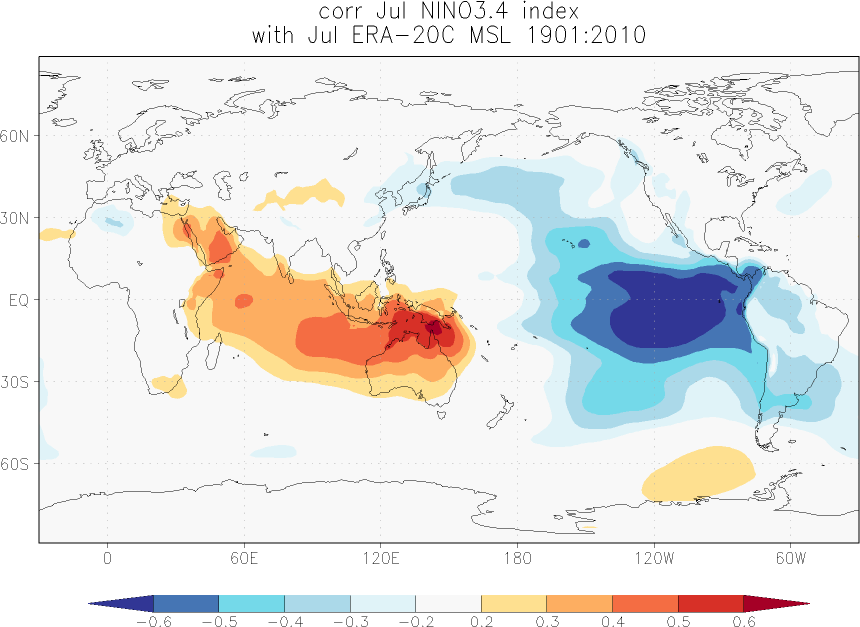 corr Jul NINO3.4 index
with Jul ERA-20C MSL 1901:2010
60N
30N
EQ
30S
60S
0 60E 120E 180 120W 60W
-0.6 -0.5 -0.4 -0.3 -0.2 0.2 0.3 0.4 0.5 0.6